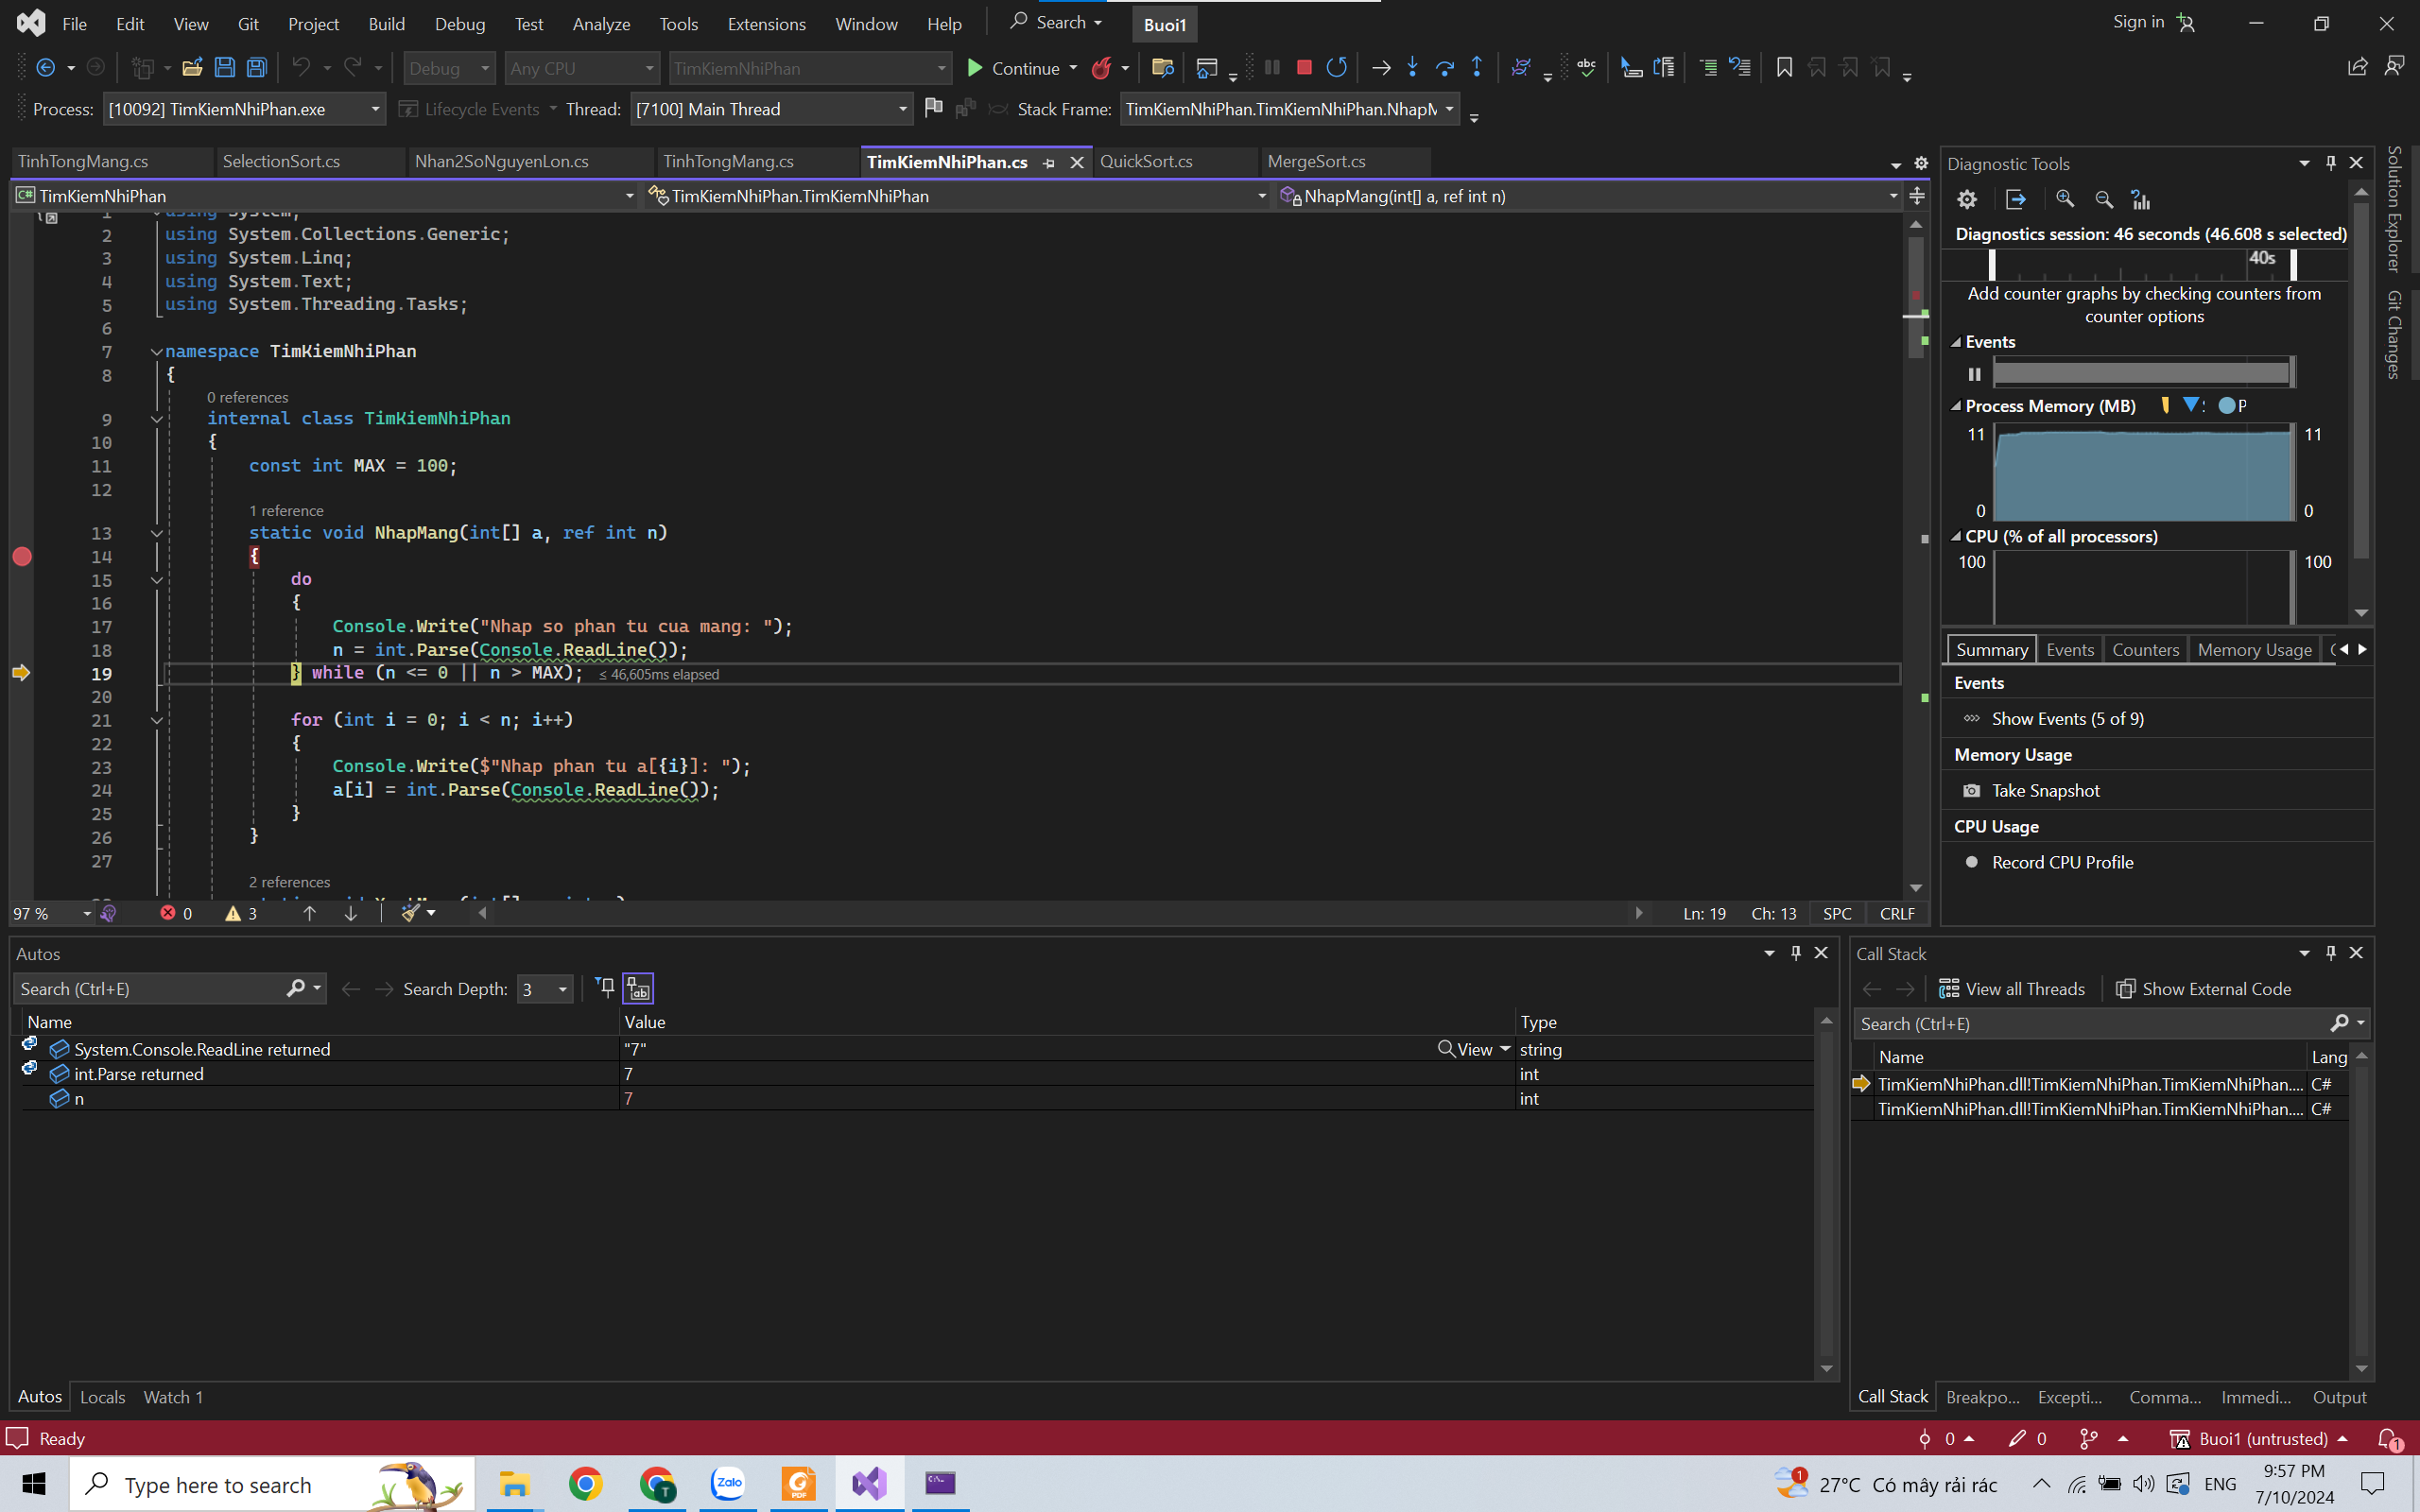 File Edit View Git Project Build Debug Test Analyze Tools Extensions Window Help Search Buoi1 Sign in
Debug Any CPU TimKiemNhiPhan Continue
Process: [10092] TimKiemNhiPhan.exe Lifecycle Events Thread: [7100] Main Thread Stack Frame: TimKiemNhiPhan.TimKiemNhiPhan.NhapM
TinhTongMang.cs SelectionSort.cs Nhan2SoNguyenLon.cs TinhTongMang.cs TimKiemNhiPhan.cs QuickSort.cs MergeSort.cs
C# TimKiemNhiPhan TimKiemNhiPhan.TimKiemNhiPhan NhapMang(int[] a, ref int n)
1 using System;
2 using System.Collections.Generic;
3 using System.Linq;
4 using System.Text;
5 using System.Threading.Tasks;
6
7 namespace TimKiemNhiPhan
8 {
0 references
9 internal class TimKiemNhiPhan
10 {
11 const int MAX = 100;
12
1 reference
13 static void NhapMang(int[] a, ref int n)
14 {
15 do
16 {
17 Console.Write("Nhap so phan tu cua mang: ");
18 n = int.Parse(Console.ReadLine());
19 } while (n <= 0 || n > MAX); ≤ 46,605ms elapsed
20
21 for (int i = 0; i < n; i++)
22 {
23 Console.Write($"Nhap phan tu a[{i}]: ");
24 a[i] = int.Parse(Console.ReadLine());
25 }
26 }
27
2 references
97 % 0 3 Ln: 19 Ch: 13 SPC CRLF
Diagnostic Tools
Diagnostics session: 46 seconds (46.608 s selected)
40s
Add counter graphs by checking counters from
counter options
Events
Process Memory (MB) P
11 11
0 0
CPU (% of all processors)
100 100
Summary Events Counters Memory Usage
Events
Show Events (5 of 9)
Memory Usage
Take Snapshot
CPU Usage
Record CPU Profile
Solution Explorer
Git Changes
Autos
Search (Ctrl+E) Search Depth: 3
Name Value Type
System.Console.ReadLine returned "7" View string
int.Parse returned 7 int
n 7 int
Autos Locals Watch 1
Call Stack
View all Threads Show External Code
Search (Ctrl+E)
Name Lang
TimKiemNhiPhan.dll!TimKiemNhiPhan.TimKiemNhiPhan.... C#
TimKiemNhiPhan.dll!TimKiemNhiPhan.TimKiemNhiPhan.... C#
Call Stack Breakpo... Excepti... Comma... Immedi... Output
Ready 0 0 Buoi1 (untrusted) 1
Type here to search Zalo 1 27°C Có mây rải rác ENG 9:57 PM
7/10/2024